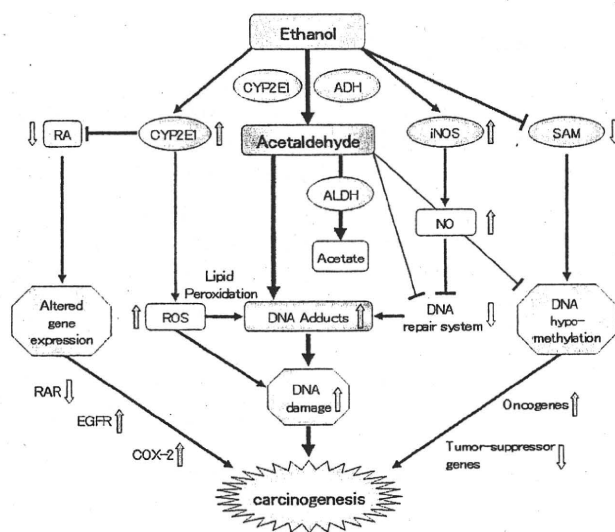 Ethanol
CYP2E1
ADH
RA
CYP2E1
Acetaldehyde
iNOS
SAM
ALDH
NO
Acetate
Lipid
Peroxidation
Altered
gene
expression
ROS
DNA Adducts
DNA
repair system
DNA
hypo-
methylation
RAR
EGFR
COX-2
DNA
damage
Oncogenes
Tumor-suppressor
genes
carcinogenesis